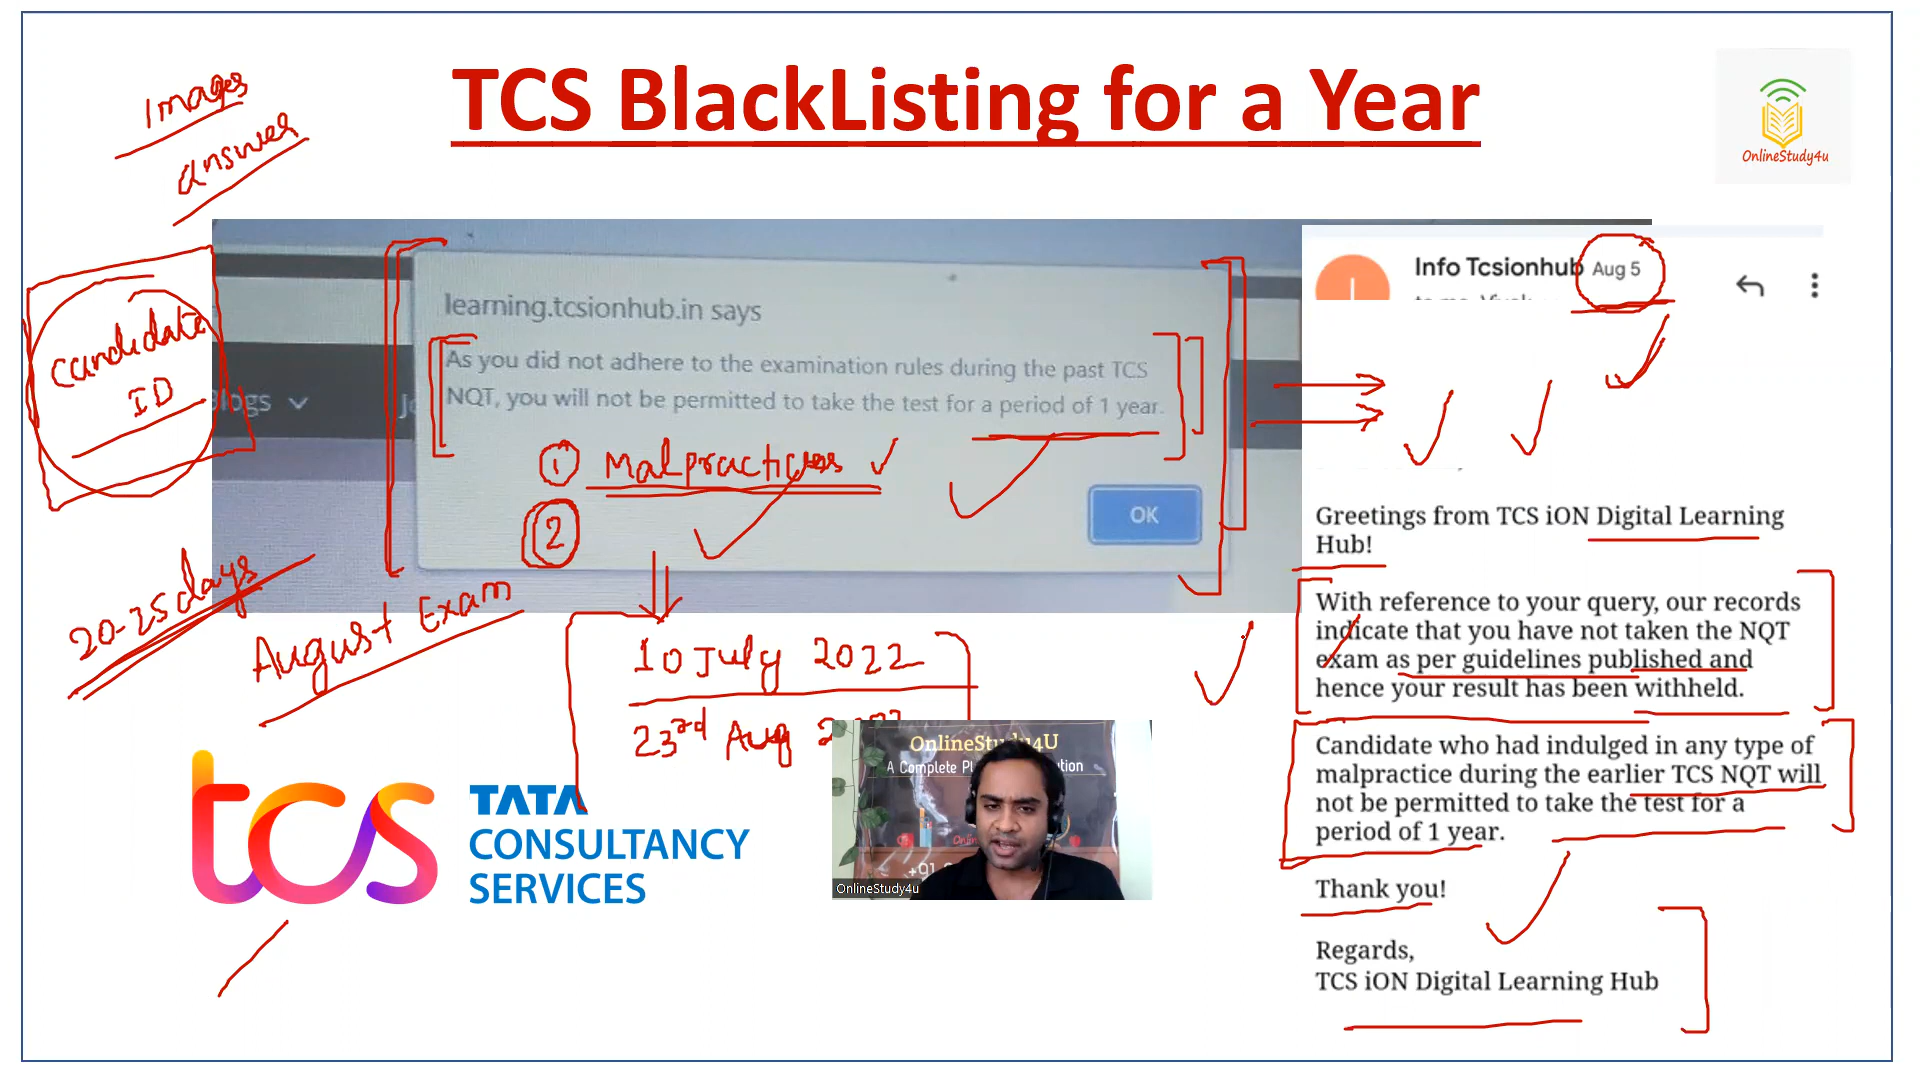 TCS BlackListing for a Year
OnlineStudy4u
Images
answer
candidate
ID
Blogs
learning.tcsionhub.in says
As you did not adhere to the examination rules during the past TCS
NQT, you will not be permitted to take the test for a period of 1 year.
① Malpractices
②
OK
20-25 days
August Exam
10 July 2022
23rd Aug
Info Tcsionhub Aug 5
Greetings from TCS iON Digital Learning
Hub!
With reference to your query, our records
indicate that you have not taken the NQT
exam as per guidelines published and
hence your result has been withheld.
Candidate who had indulged in any type of
malpractice during the earlier TCS NQT will
not be permitted to take the test for a
period of 1 year.
Thank you!
Regards,
TCS iON Digital Learning Hub
tcs
TATA
CONSULTANCY
SERVICES
OnlineStudy4U
A Complete
+91
OnlineStudy4u